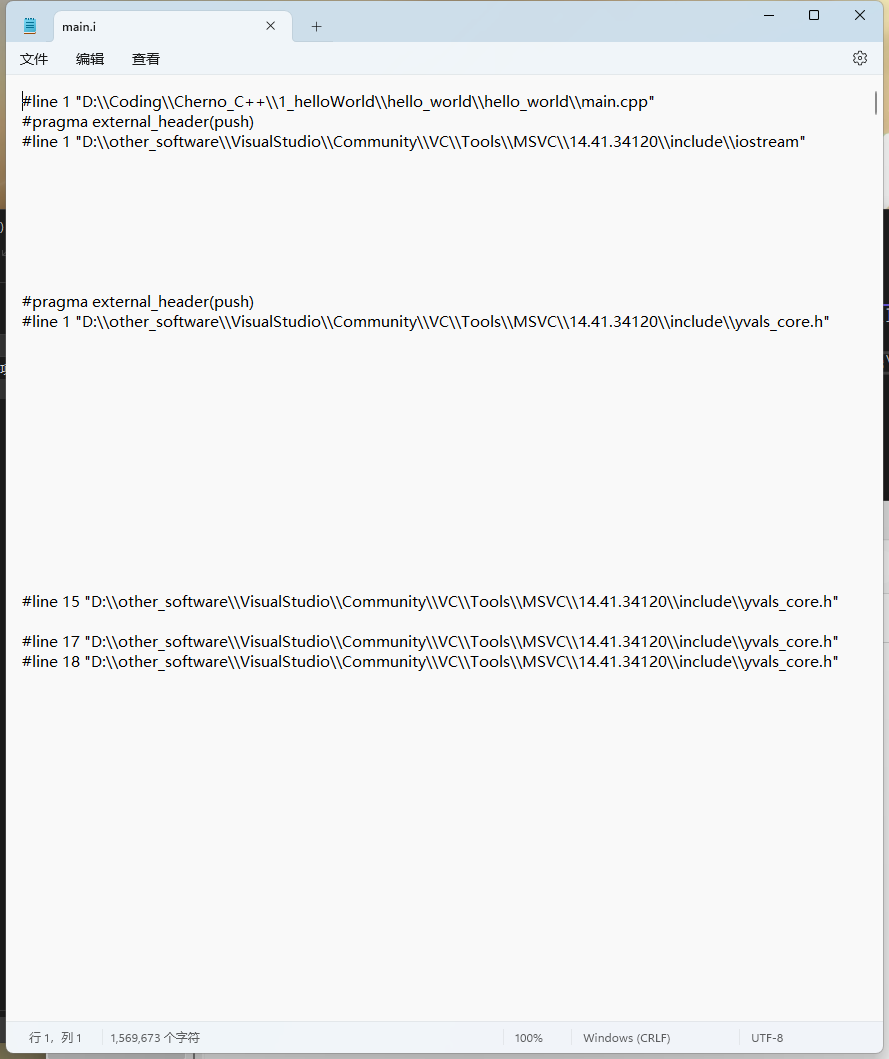 main.i
文件 编辑 查看
#line 1 "D:\\Coding\\Cherno_C++\\1_helloWorld\\hello_world\\hello_world\\main.cpp"
#pragma external_header(push)
#line 1 "D:\\other_software\\VisualStudio\\Community\\VC\\Tools\\MSVC\\14.41.34120\\include\\iostream"
#pragma external_header(push)
#line 1 "D:\\other_software\\VisualStudio\\Community\\VC\\Tools\\MSVC\\14.41.34120\\include\\yvals_core.h"
#line 15 "D:\\other_software\\VisualStudio\\Community\\VC\\Tools\\MSVC\\14.41.34120\\include\\yvals_core.h"
#line 17 "D:\\other_software\\VisualStudio\\Community\\VC\\Tools\\MSVC\\14.41.34120\\include\\yvals_core.h"
#line 18 "D:\\other_software\\VisualStudio\\Community\\VC\\Tools\\MSVC\\14.41.34120\\include\\yvals_core.h"
行 1，列 1 1,569,673 个字符 100% Windows (CRLF) UTF-8